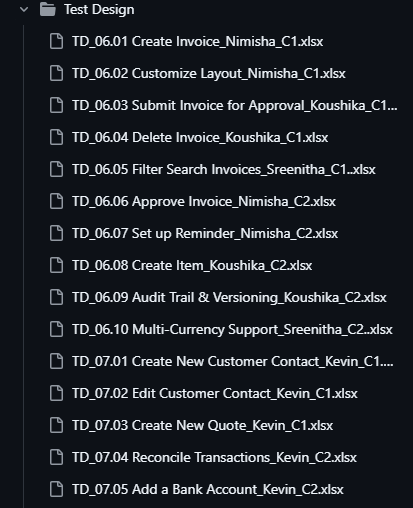 Test Design
TD_06.01 Create Invoice_Nimisha_C1.xlsx
TD_06.02 Customize Layout_Nimisha_C1.xlsx
TD_06.03 Submit Invoice for Approval_Koushika_C1...
TD_06.04 Delete Invoice_Koushika_C1.xlsx
TD_06.05 Filter Search Invoices_Sreenitha_C1..xlsx
TD_06.06 Approve Invoice_Nimisha_C2.xlsx
TD_06.07 Set up Reminder_Nimisha_C2.xlsx
TD_06.08 Create Item_Koushika_C2.xlsx
TD_06.09 Audit Trail & Versioning_Koushika_C2.xlsx
TD_06.10 Multi-Currency Support_Sreenitha_C2..xlsx
TD_07.01 Create New Customer Contact_Kevin_C1....
TD_07.02 Edit Customer Contact_Kevin_C1.xlsx
TD_07.03 Create New Quote_Kevin_C1.xlsx
TD_07.04 Reconcile Transactions_Kevin_C2.xlsx
TD_07.05 Add a Bank Account_Kevin_C2.xlsx